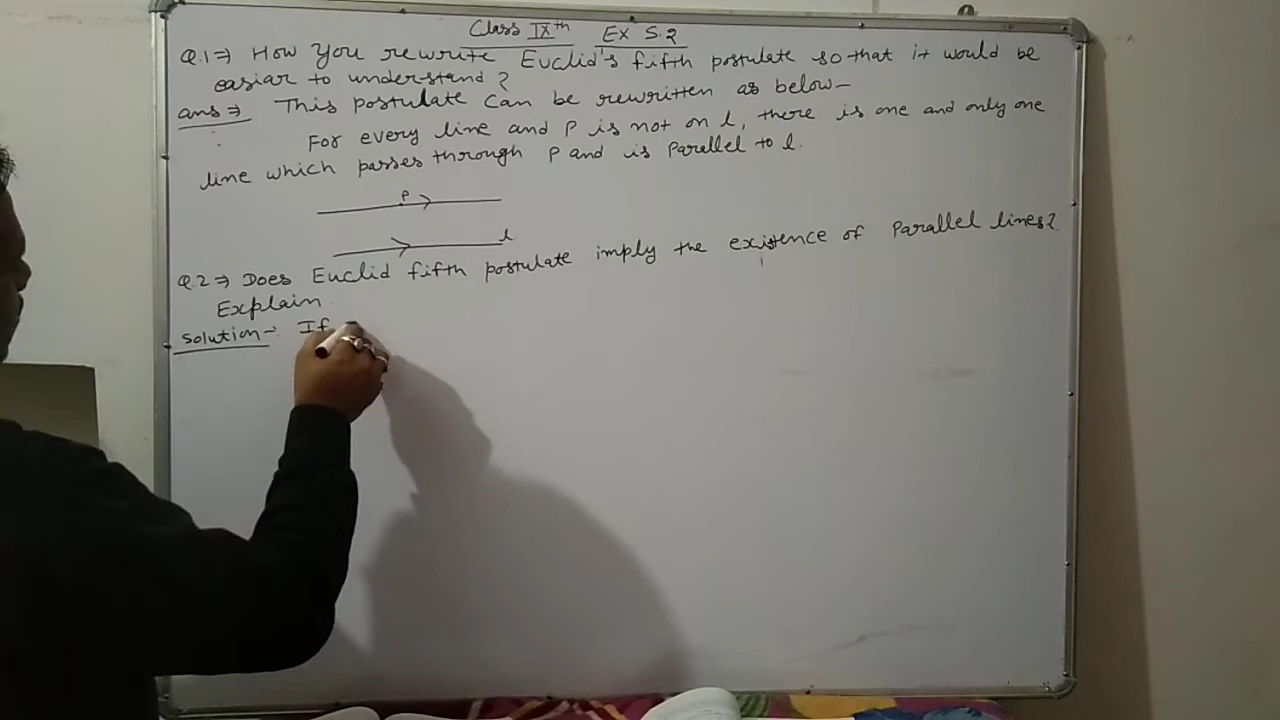 Class IXth Ex 5.2
Q.1⇒ How You rewrite Euclid's fifth postulate so that it would be
easiar to understand?
ans ⇒ This postulate can be rewritten as below-
For every line and P is not on l, there is one and only one
line which passes through P and is Parallel to l.
P
l
Q.2⇒ Does Euclid fifth postulate imply the existence of Parallel lines?
Explain
Solution-. If